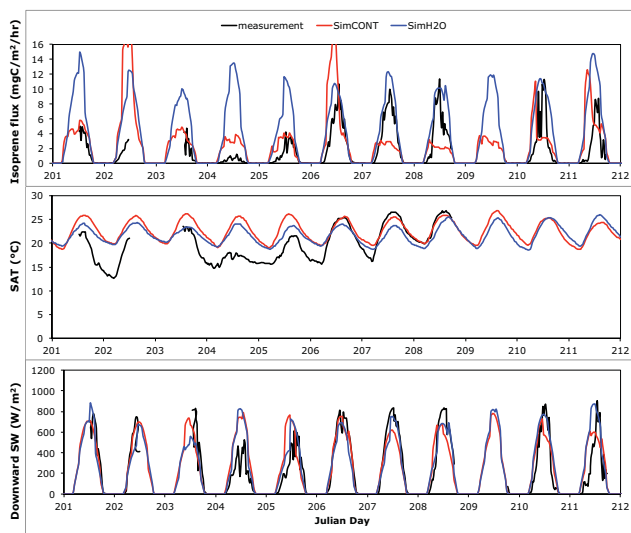 measurement SimCONT SimH2O
Isoprene flux (mgC/m²/hr)
16
14
12
10
8
6
4
2
0
201 202 203 204 205 206 207 208 209 210 211 212
SAT (°C)
30
25
20
15
10
5
0
201 202 203 204 205 206 207 208 209 210 211 212
Downward SW (W/m²)
1200
1000
800
600
400
200
0
201 202 203 204 205 206 207 208 209 210 211 212
Julian Day